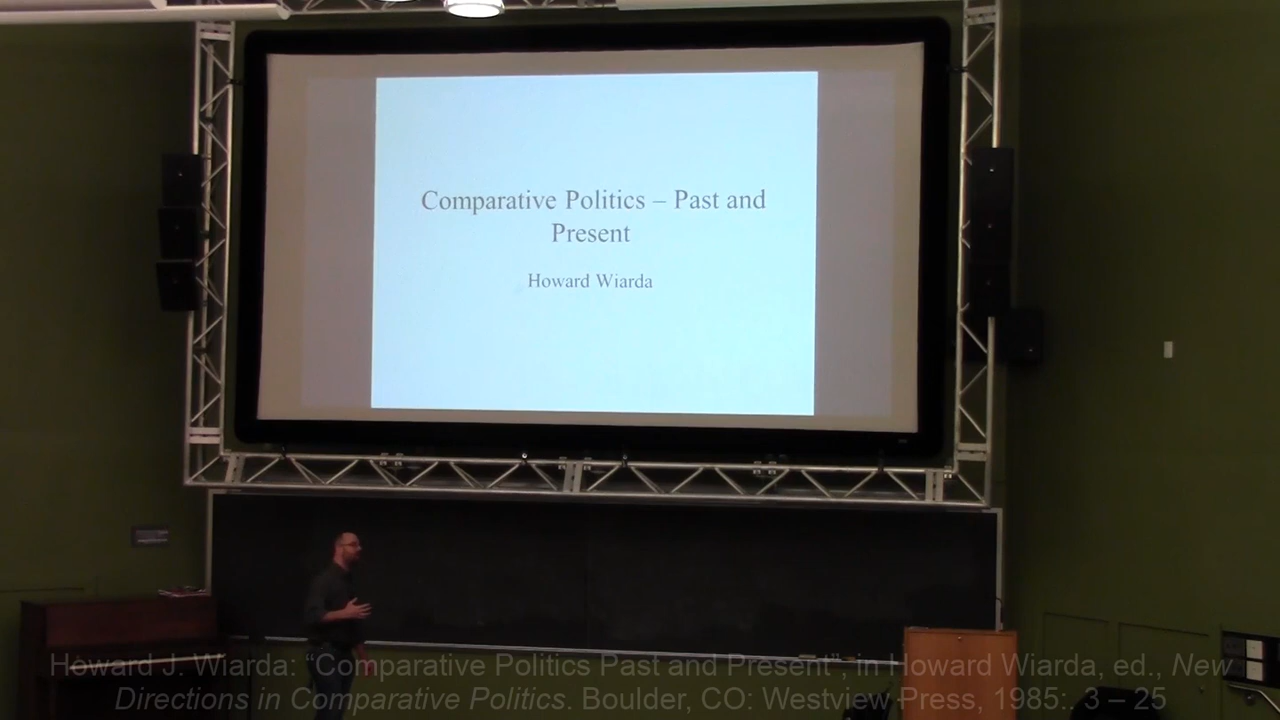 Comparative Politics – Past and
Present
Howard Wiarda
Howard J. Wiarda: “Comparative Politics Past and Present”, in Howard Wiarda, ed., New
Directions in Comparative Politics. Boulder, CO: Westview Press, 1985:. 3 – 25